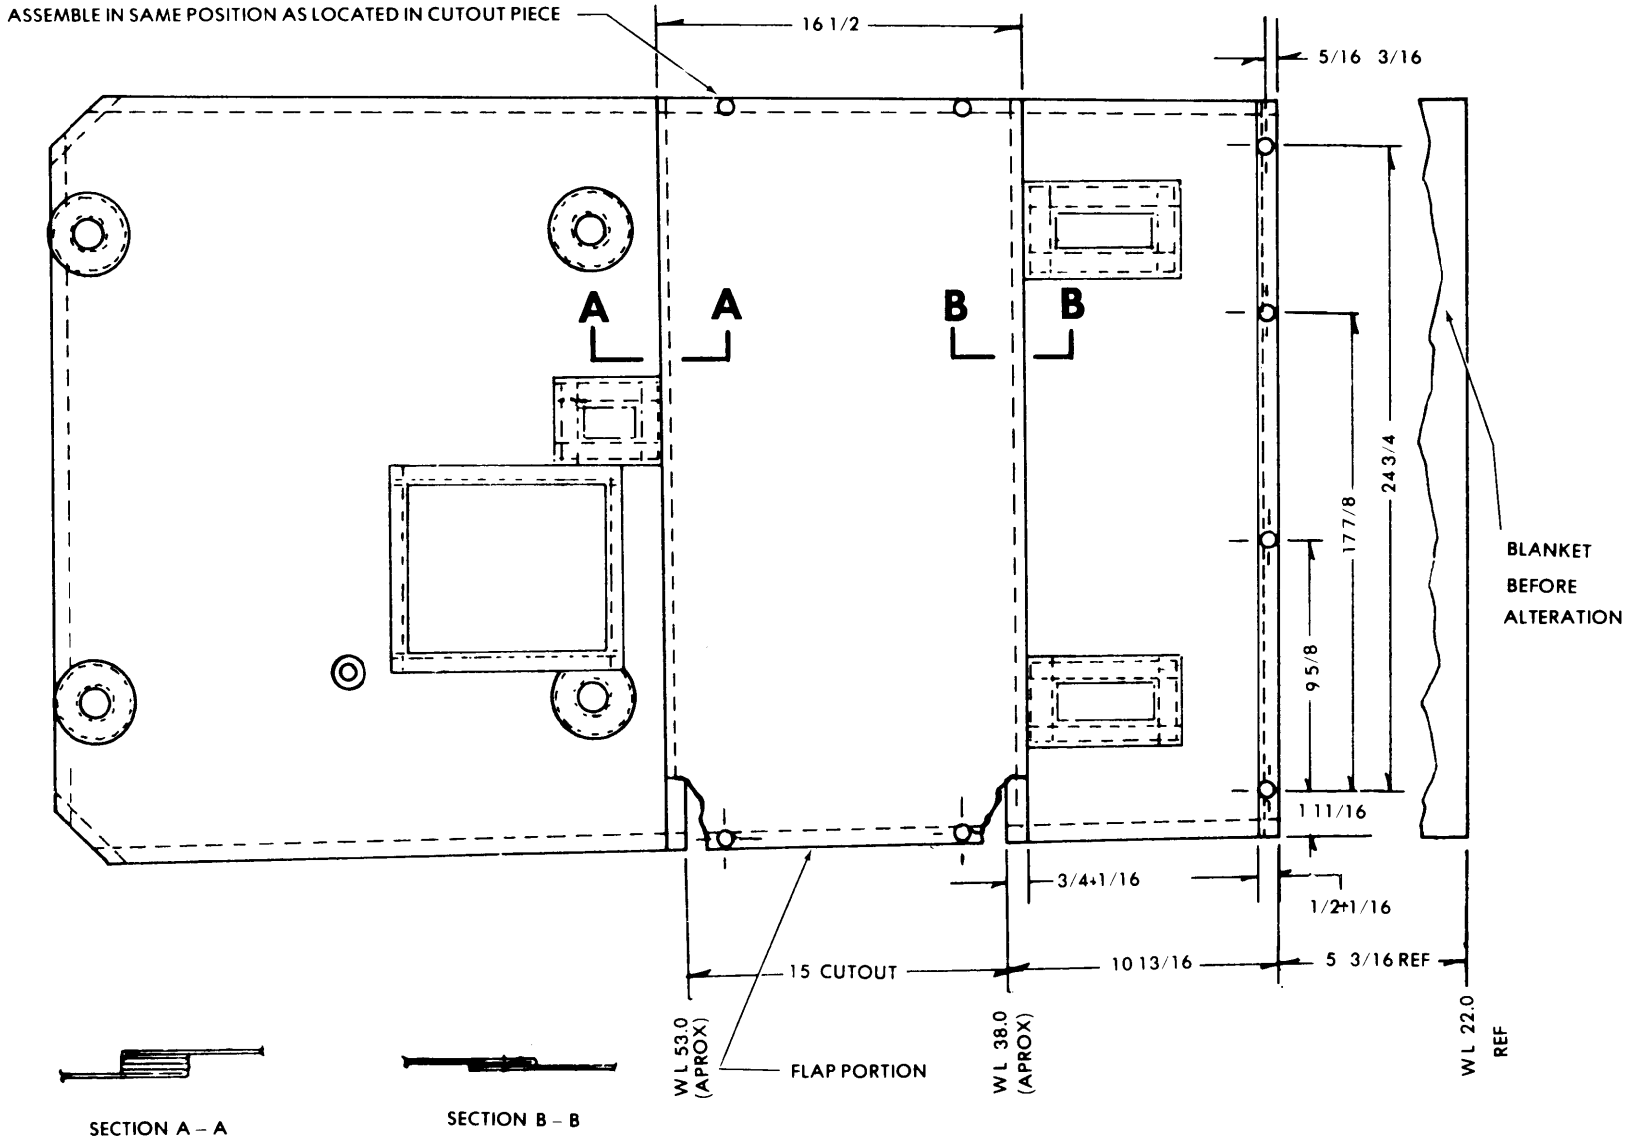 ASSEMBLE IN SAME POSITION AS LOCATED IN CUTOUT PIECE
16 1/2
5/16 3/16
A A B B
24 3/4
17 7/8
9 5/8
BLANKET
BEFORE
ALTERATION
1 11/16
3/4+1/16
1/2+1/16
15 CUTOUT
10 13/16
5 3/16 REF
WL 53.0
(APROX)
WL 38.0
(APROX)
WL 22.0
REF
FLAP PORTION
SECTION A – A
SECTION B – B